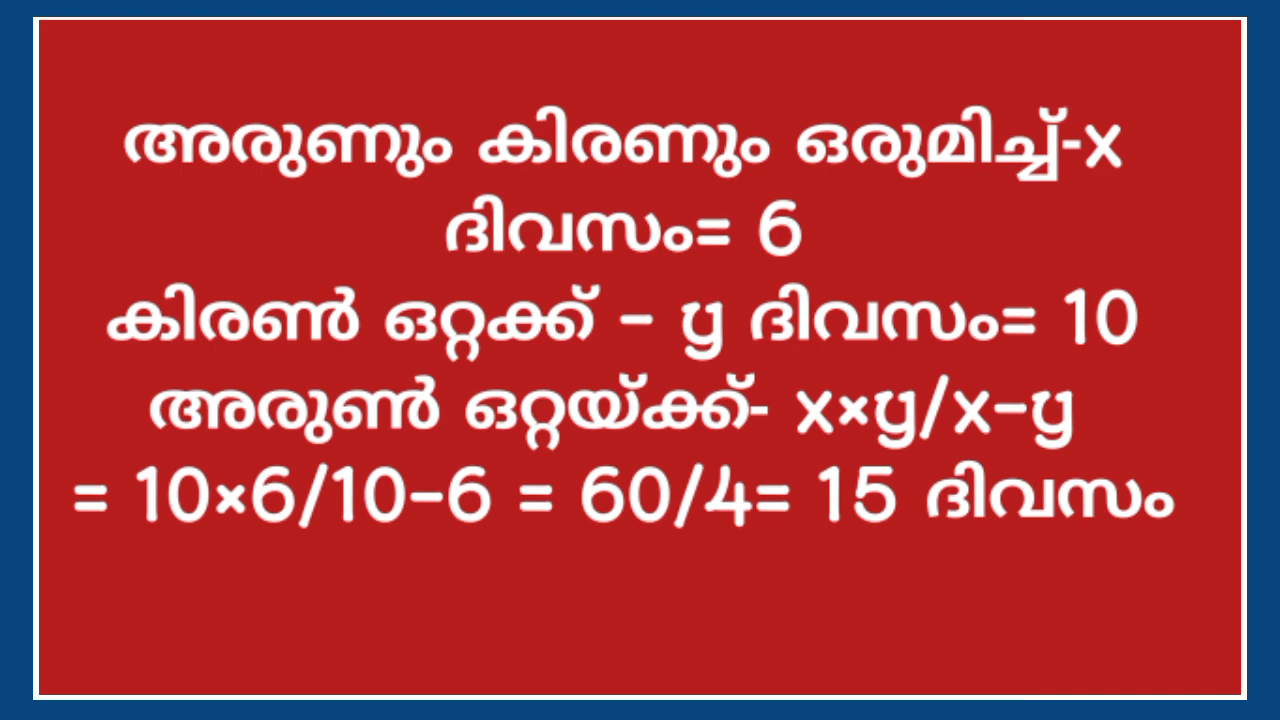 അരുണും കിരണും ഒരുമിച്ച്-x
ദിവസം= 6
കിരൺ ഒറ്റക്ക് – y ദിവസം= 10
അരുൺ ഒറ്റയ്ക്ക്- x×y/x–y
= 10×6/10–6 = 60/4= 15 ദിവസം